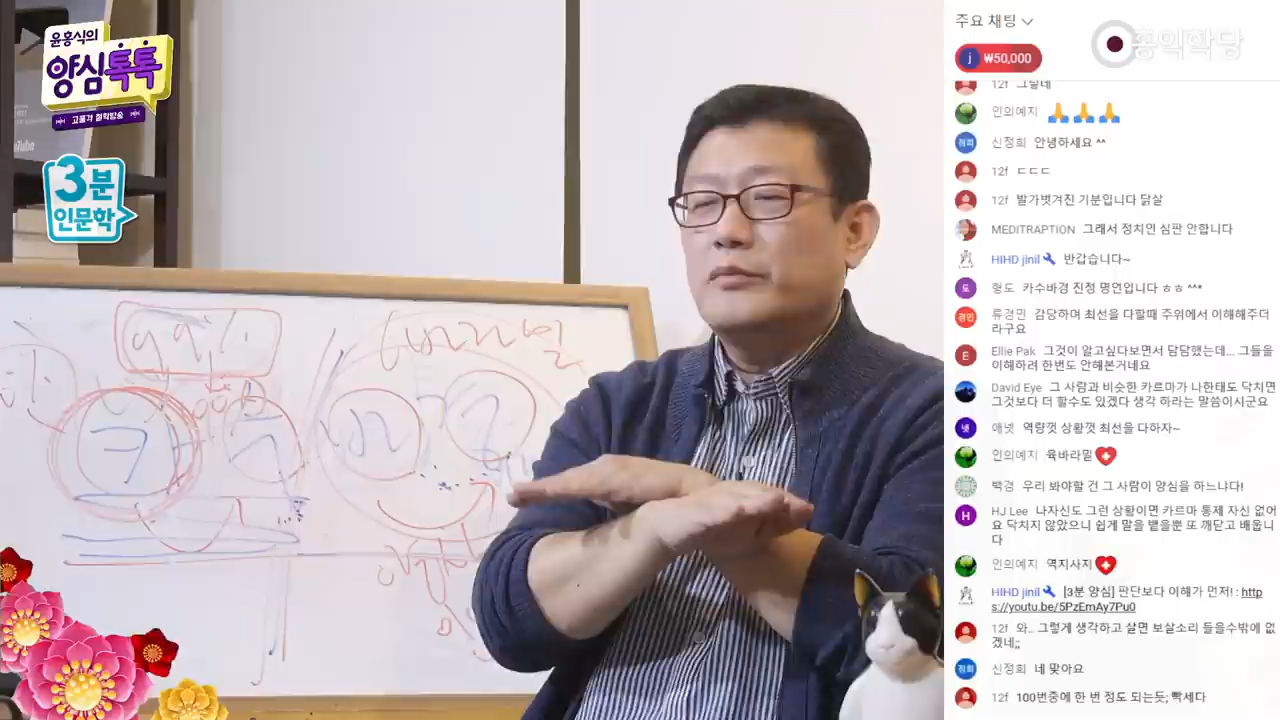 윤홍식의
양심톡톡
고품격 철학방송
3분
인문학
99%
주요 채팅
홍익학당
j ₩50,000
12f 그렇네
인의예지 🙏🙏🙏
신정희 안녕하세요 ^^
12f ㄷㄷㄷ
12f 발가벗겨진 기분입니다 닭살
MEDITRAPTION 그래서 정치인 심판 안합니다
HIHD jinil 반갑습니다~
형도 카수바경 진정 명언입니다 ㅎㅎ ^^*
류경민 감당하며 최선을 다할때 주위에서 이해해주더
라구요
Ellie Pak 그것이 알고싶다보면서 담담했는데... 그들을
이해하려 한번도 안해본거네요
David Eye 그 사람과 비슷한 카르마가 나한태도 닥치면
그것보다 더 할수도 있겠다 생각 하라는 말씀이시군요
애넷 역량껏 상황껏 최선을 다하자~
인의예지 육바라밀
백경 우리 봐야할 건 그 사람이 양심을 하느냐다!
HJ Lee 나자신도 그런 상황이면 카르마 통제 자신 없어
요 닥치지 않았으니 쉽게 말을 뱉을뿐 또 깨닫고 배웁니
다
인의예지 역지사지
HIHD jinil [3분 양심] 판단보다 이해가 먼저! : http
s://youtu.be/5PzEmAy7Pu0
12f 와.. 그렇게 생각하고 살면 보살소리 들을수밖에 없
겠네;;
신정희 네 맞아요
12f 100번중에 한 번 정도 되는듯; 빡세다